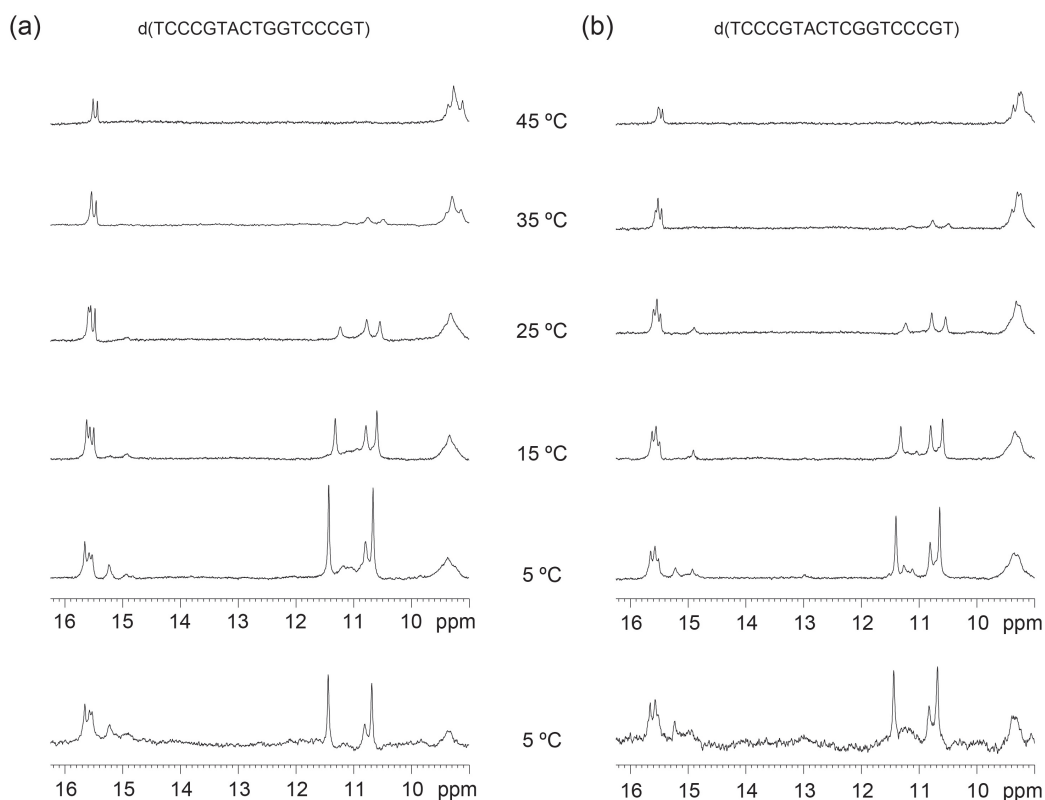 (a) d(TCCCGTACTGGTCCCGT) (b) d(TCCCGTACTCGGTCCCGT)
45 ºC
35 ºC
25 ºC
15 ºC
5 ºC
16 15 14 13 12 11 10 ppm 16 15 14 13 12 11 10 ppm
5 ºC
16 15 14 13 12 11 10 ppm 16 15 14 13 12 11 10 ppm